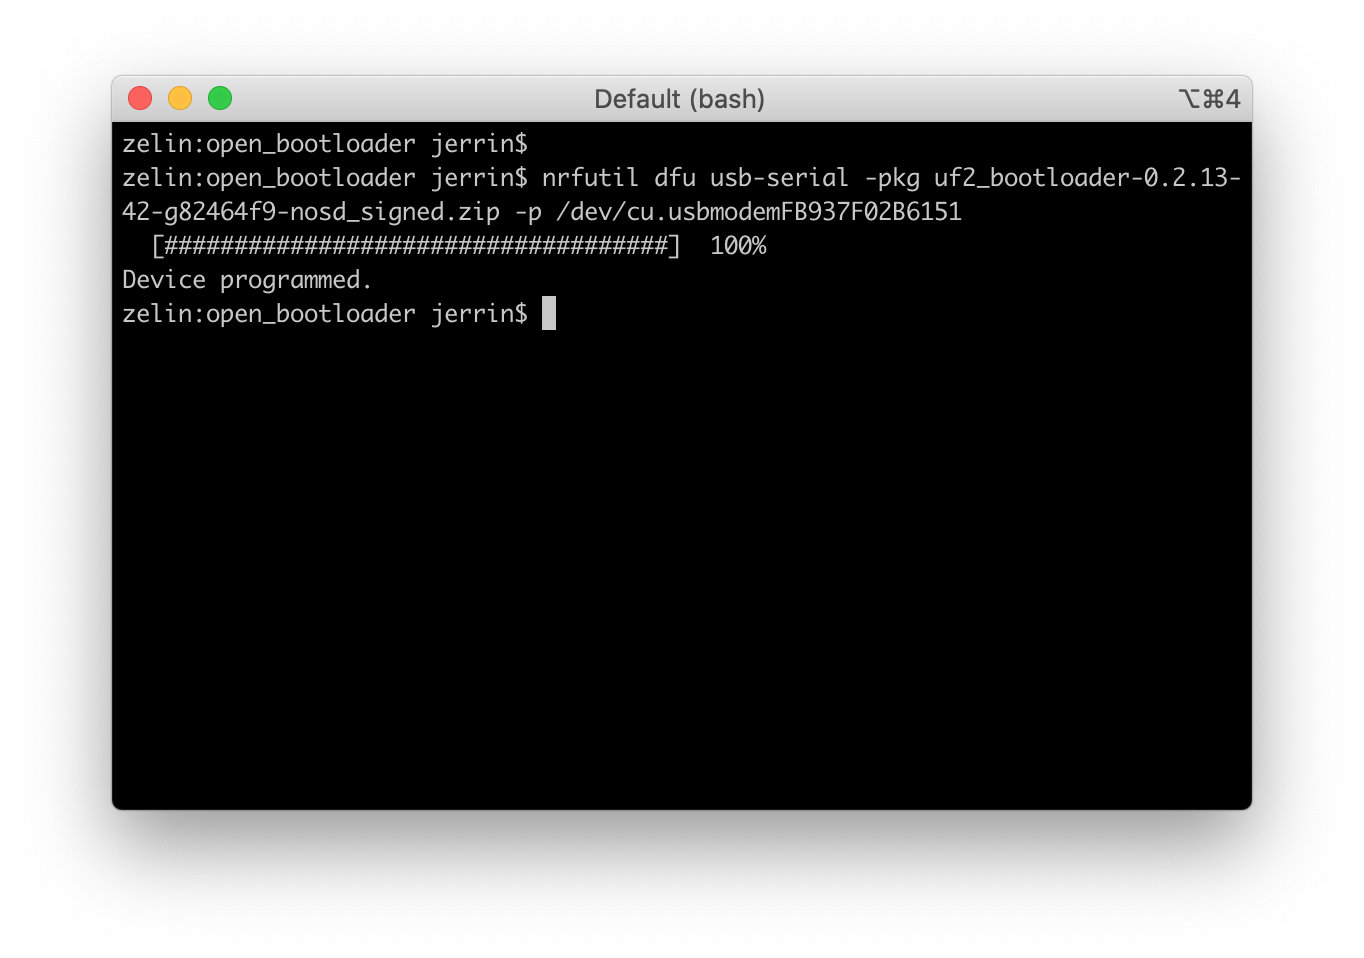 Default (bash)
⌥⌘4
zelin:open_bootloader jerrin$
zelin:open_bootloader jerrin$ nrfutil dfu usb-serial -pkg uf2_bootloader-0.2.13-
42-g82464f9-nosd_signed.zip -p /dev/cu.usbmodemFB937F02B6151
  [####################################]  100%
Device programmed.
zelin:open_bootloader jerrin$